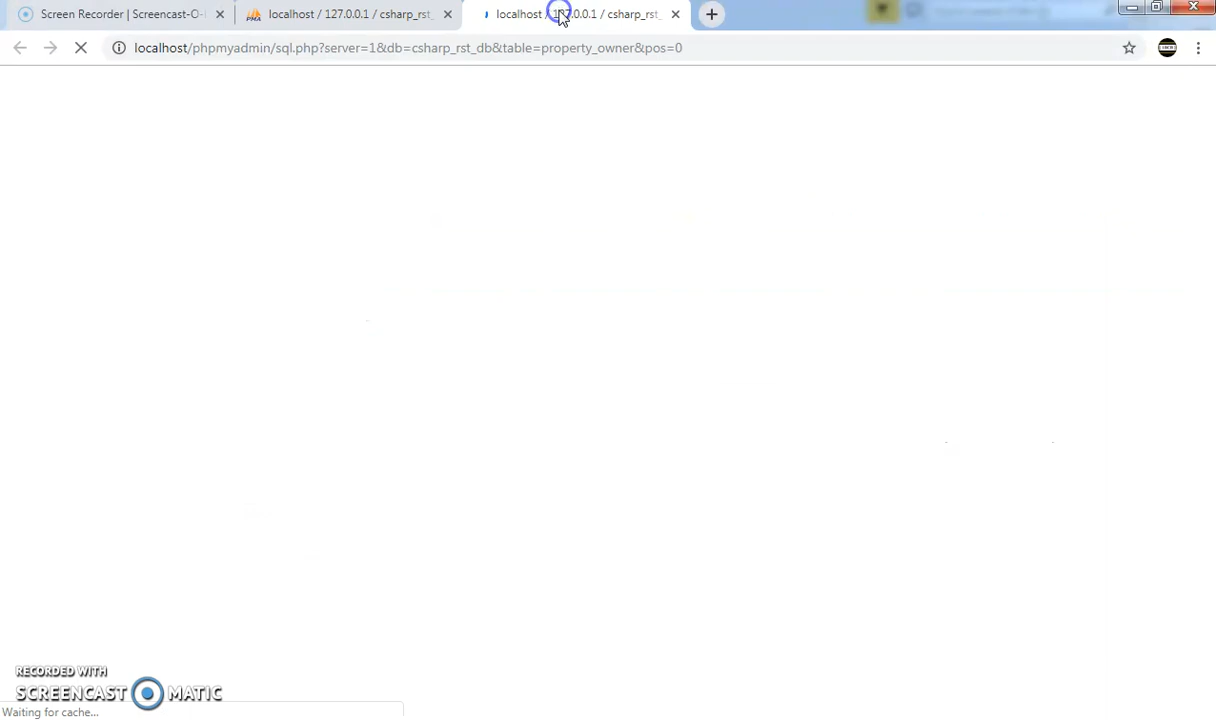 Screen Recorder | Screencast-O-
localhost / 127.0.0.1 / csharp_rst_
localhost / 127.0.0.1 / csharp_rst_
localhost/phpmyadmin/sql.php?server=1&db=csharp_rst_db&table=property_owner&pos=0
RECORDED WITH
SCREENCAST MATIC
Waiting for cache...